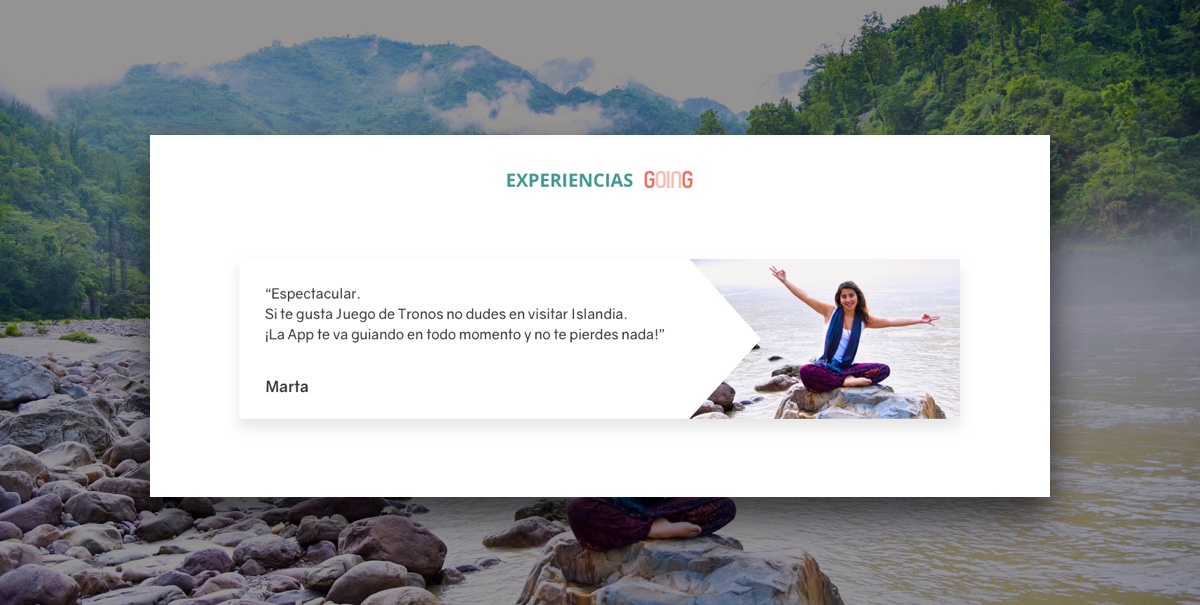 EXPERIENCIAS GOING
“Espectacular.
Si te gusta Juego de Tronos no dudes en visitar Islandia.
¡La App te va guiando en todo momento y no te pierdes nada!”
Marta